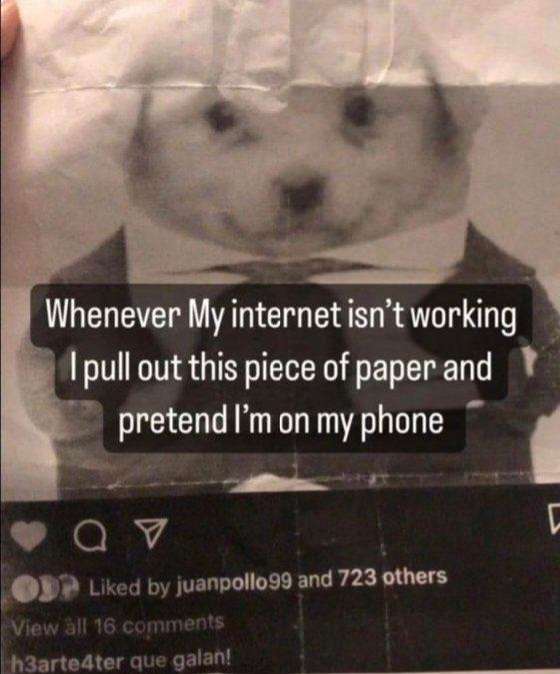 Whenever My internet isn't working
I pull out this piece of paper and
pretend I'm on my phone
Liked by juanpollo99 and 723 others
View all 16 comments
h3arte4ter que galan!